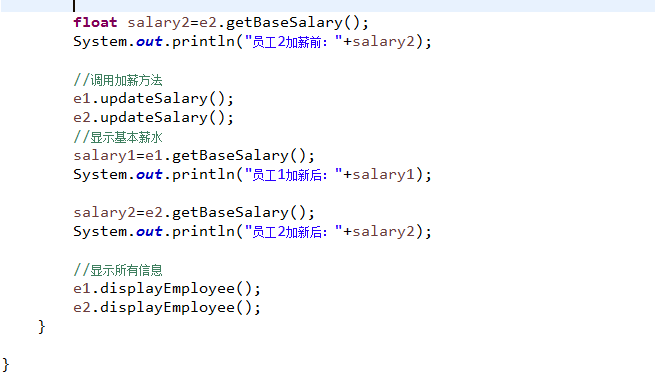 float salary2=e2.getBaseSalary();
System.out.println("员工2加薪前："+salary2);
//调用加薪方法
e1.updateSalary();
e2.updateSalary();
//显示基本薪水
salary1=e1.getBaseSalary();
System.out.println("员工1加新后："+salary1);
salary2=e2.getBaseSalary();
System.out.println("员工2加新后："+salary2);
//显示所有信息
e1.displayEmployee();
e2.displayEmployee();
}
}